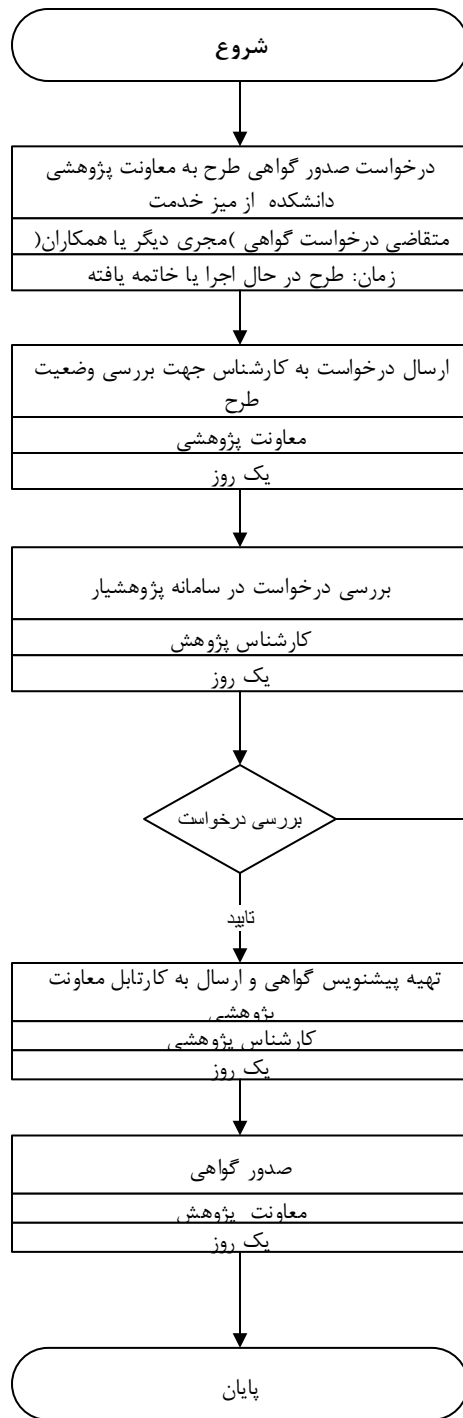 شروع
درخواست صدور گواهی طرح به معاونت پژوهشی
دانشکده از میز خدمت
متقاضی درخواست گواهی )مجری دیگر یا همکاران(
زمان: طرح در حال اجرا یا خاتمه یافته
ارسال درخواست به کارشناس جهت بررسی وضعیت
طرح
معاونت پژوهشی
یک روز
بررسی درخواست در سامانه پژوهشیار
کارشناس پژوهش
یک روز
بررسی درخواست
تایید
تهیه پیشنویس گواهی و ارسال به کارتابل معاونت
پژوهشی
کارشناس پژوهشی
یک روز
صدور گواهی
معاونت پژوهش
یک روز
پایان